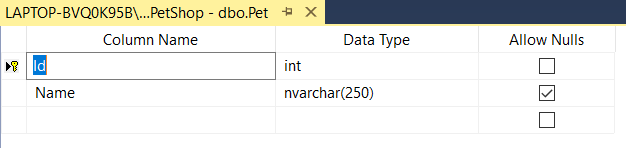 LAPTOP-BVQ0K95B\...PetShop - dbo.Pet
Column Name Data Type Allow Nulls
Id int
Name nvarchar(250)